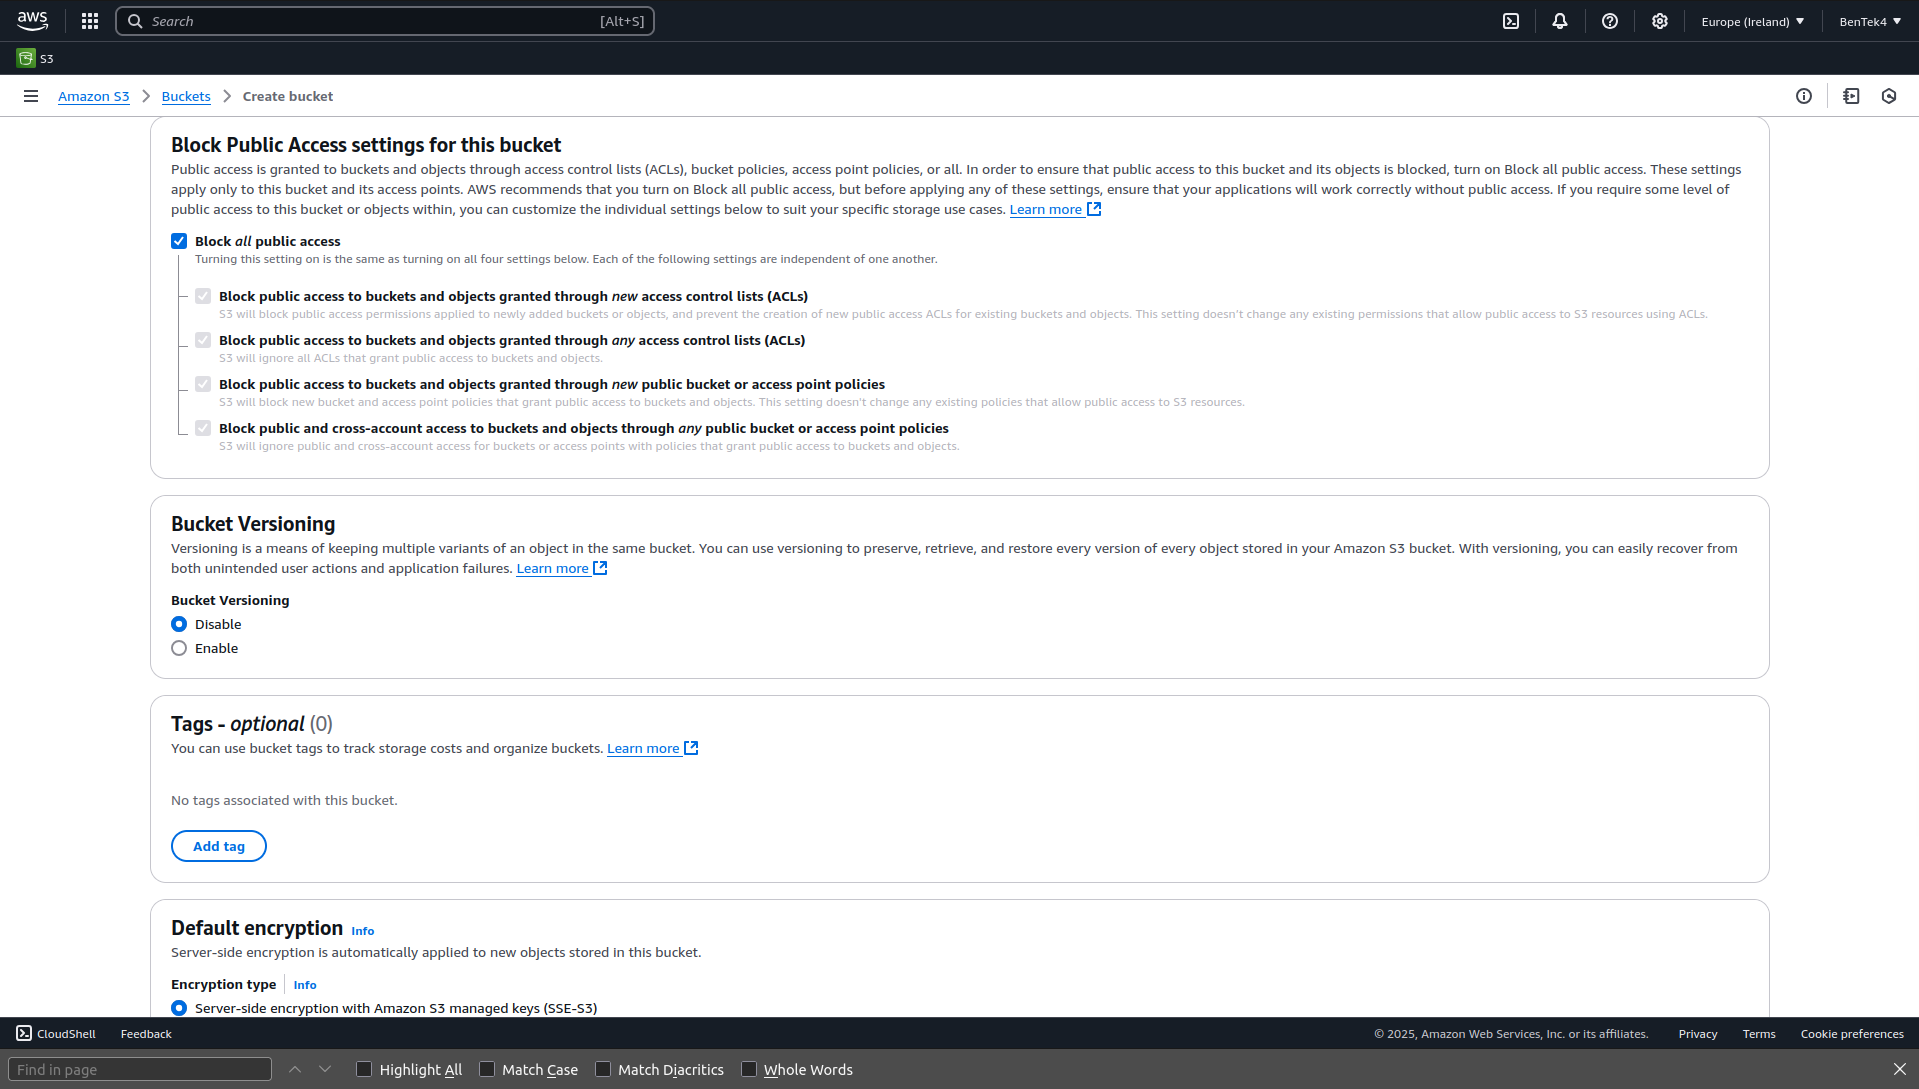 aws
Search [Alt+S]
Europe (Ireland)
BenTek4
S3
Amazon S3 > Buckets > Create bucket
Block Public Access settings for this bucket
Public access is granted to buckets and objects through access control lists (ACLs), bucket policies, access point policies, or all. In order to ensure that public access to this bucket and its objects is blocked, turn on Block all public access. These settings
apply only to this bucket and its access points. AWS recommends that you turn on Block all public access, but before applying any of these settings, ensure that your applications will work correctly without public access. If you require some level of
public access to this bucket or objects within, you can customize the individual settings below to suit your specific storage use cases. Learn more
Block all public access
Turning this setting on is the same as turning on all four settings below. Each of the following settings are independent of one another.
Block public access to buckets and objects granted through new access control lists (ACLs)
S3 will block public access permissions applied to newly added buckets or objects, and prevent the creation of new public access ACLs for existing buckets and objects. This setting doesn't change any existing permissions that allow public access to S3 resources using ACLs.
Block public access to buckets and objects granted through any access control lists (ACLs)
S3 will ignore all ACLs that grant public access to buckets and objects.
Block public access to buckets and objects granted through new public bucket or access point policies
S3 will block new bucket and access point policies that grant public access to buckets and objects. This setting doesn't change any existing policies that allow public access to S3 resources.
Block public and cross-account access to buckets and objects through any public bucket or access point policies
S3 will ignore public and cross-account access for buckets or access points with policies that grant public access to buckets and objects.
Bucket Versioning
Versioning is a means of keeping multiple variants of an object in the same bucket. You can use versioning to preserve, retrieve, and restore every version of every object stored in your Amazon S3 bucket. With versioning, you can easily recover from
both unintended user actions and application failures. Learn more
Bucket Versioning
Disable
Enable
Tags - optional (0)
You can use bucket tags to track storage costs and organize buckets. Learn more
No tags associated with this bucket.
Add tag
Default encryption Info
Server-side encryption is automatically applied to new objects stored in this bucket.
Encryption type Info
Server-side encryption with Amazon S3 managed keys (SSE-S3)
CloudShell Feedback © 2025, Amazon Web Services, Inc. or its affiliates. Privacy Terms Cookie preferences
Find in page Highlight All Match Case Match Diacritics Whole Words